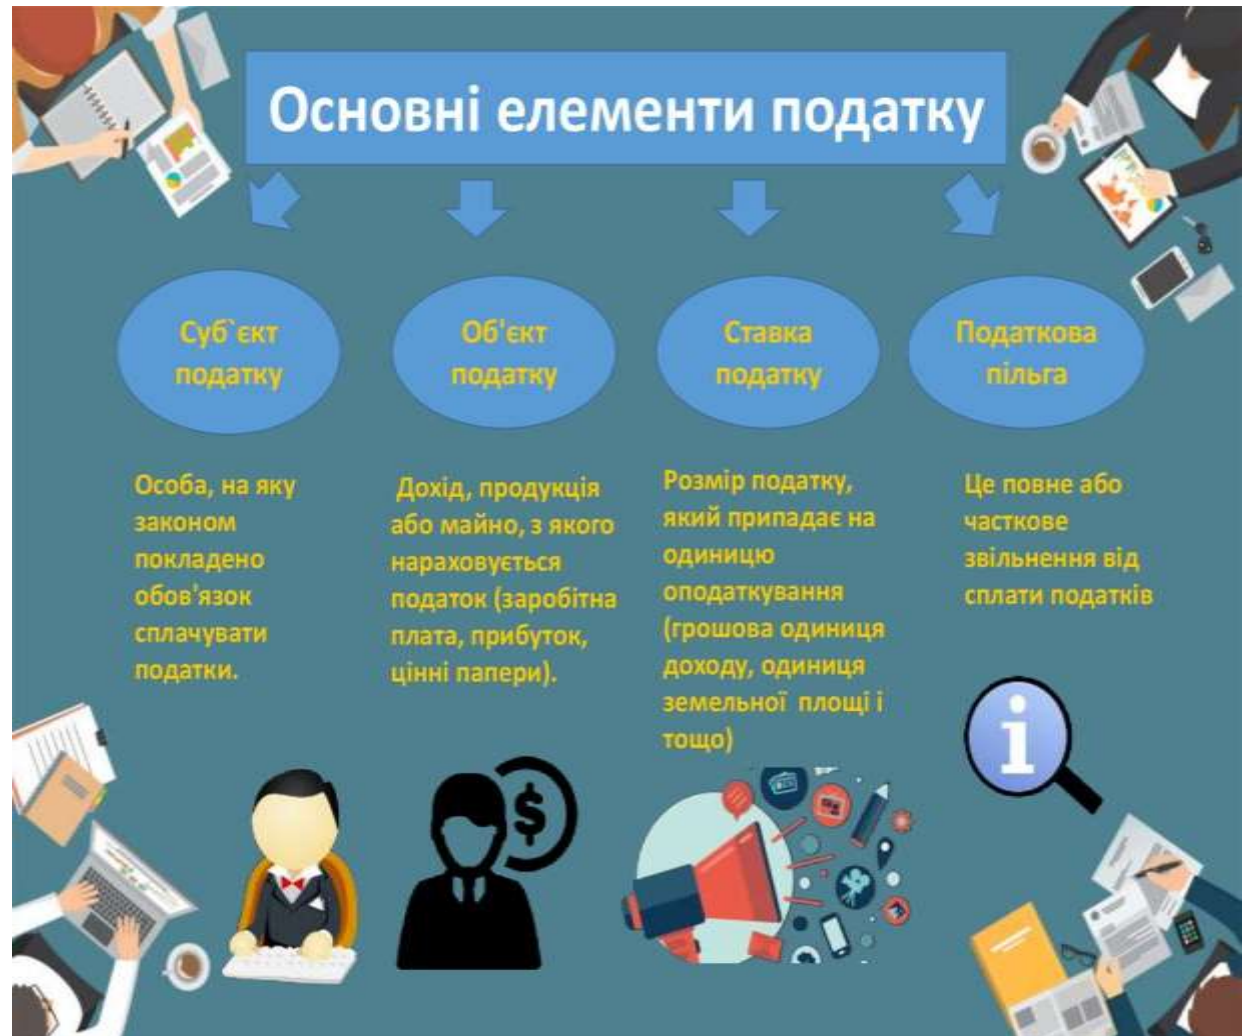 Основні елементи податку
Суб`єкт
податку
Особа, на яку
законом
покладено
обов'язок
сплачувати
податки.
Об'єкт
податку
Дохід, продукція
або майно, з якого
нараховується
податок (заробітна
плата, прибуток,
цінні папери).
Ставка
податку
Розмір податку,
який припадає на
одиницю
оподаткування
(грошова одиниця
доходу, одиниця
земельної площі і
тощо)
Податкова
пільга
Це повне або
часткове
звільнення від
сплати податків